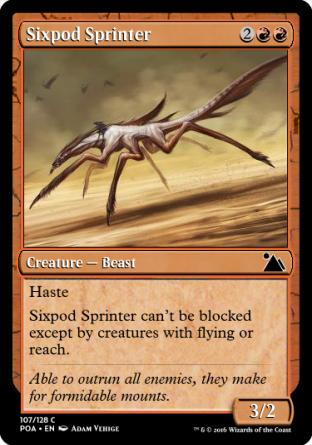 Sixpod Sprinter 2
Creature — Beast
Haste
Sixpod Sprinter can't be blocked
except by creatures with flying or
reach.
Able to outrun all enemies, they make
for formidable mounts.
3/2
107/128 C
POA • EN Adam Vehige
™ & © 2016 Wizards of the Coast